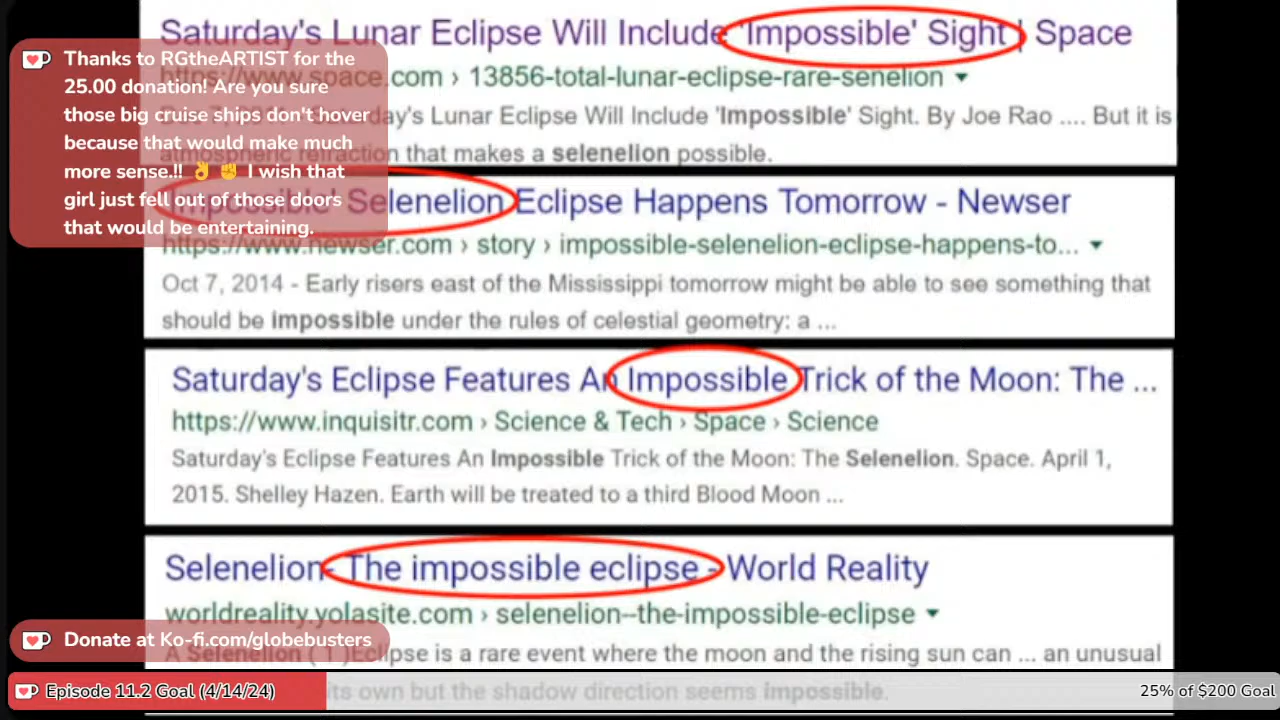 Saturday's Lunar Eclipse Will Include 'Impossible' Sight | Space
https://www.space.com › 13856-total-lunar-eclipse-rare-senelion
day's Lunar Eclipse Will Include 'Impossible' Sight. By Joe Rao .... But it is
atmospheric refraction that makes a selenelion possible.
Thanks to RGtheARTIST for the
25.00 donation! Are you sure
those big cruise ships don't hover
because that would make much
more sense.!! 👌 ✊ I wish that
girl just fell out of those doors
that would be entertaining.
'Impossible' Selenelion Eclipse Happens Tomorrow - Newser
https://www.newser.com › story › impossible-selenelion-eclipse-happens-to...
Oct 7, 2014 - Early risers east of the Mississippi tomorrow might be able to see something that
should be impossible under the rules of celestial geometry: a ...
Saturday's Eclipse Features An Impossible Trick of the Moon: The ...
https://www.inquisitr.com › Science & Tech › Space › Science
Saturday's Eclipse Features An Impossible Trick of the Moon: The Selenelion. Space. April 1,
2015. Shelley Hazen. Earth will be treated to a third Blood Moon ...
Selenelion- The impossible eclipse - World Reality
worldreality.yolasite.com › selenelion--the-impossible-eclipse
Donate at Ko-fi.com/globebusters
A Selenelion ( 1 )Eclipse is a rare event where the moon and the rising sun can ... an unusual
its own but the shadow direction seems impossible.
Episode 11.2 Goal (4/14/24)
25% of $200 Goal